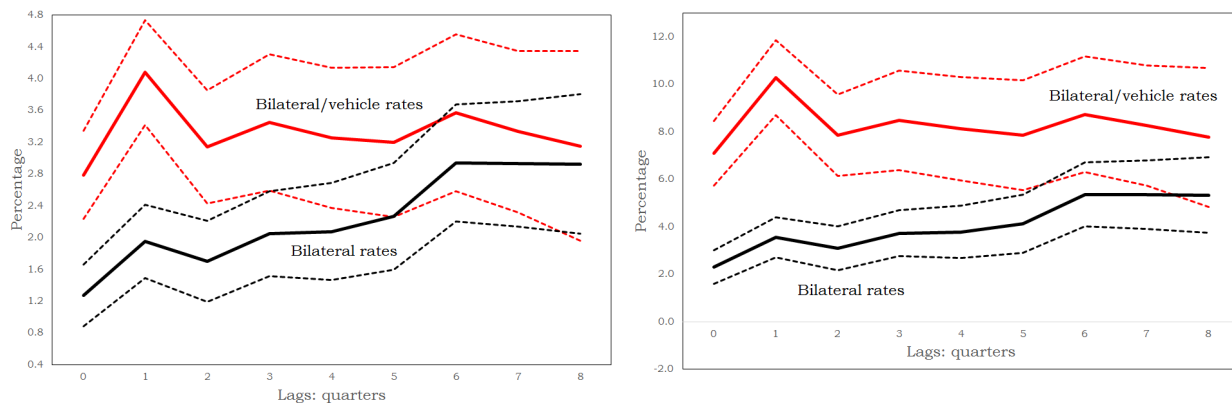 4.8
4.4
4.0
3.6
3.2
2.8
2.4
2.0
1.6
1.2
0.8
0.4
Percentage
Bilateral/vehicle rates
Bilateral rates
0 1 2 3 4 5 6 7 8
Lags: quarters
12.0
10.0
8.0
6.0
4.0
2.0
0.0
-2.0
Percentage
Bilateral/vehicle rates
Bilateral rates
0 1 2 3 4 5 6 7 8
Lags: quarters